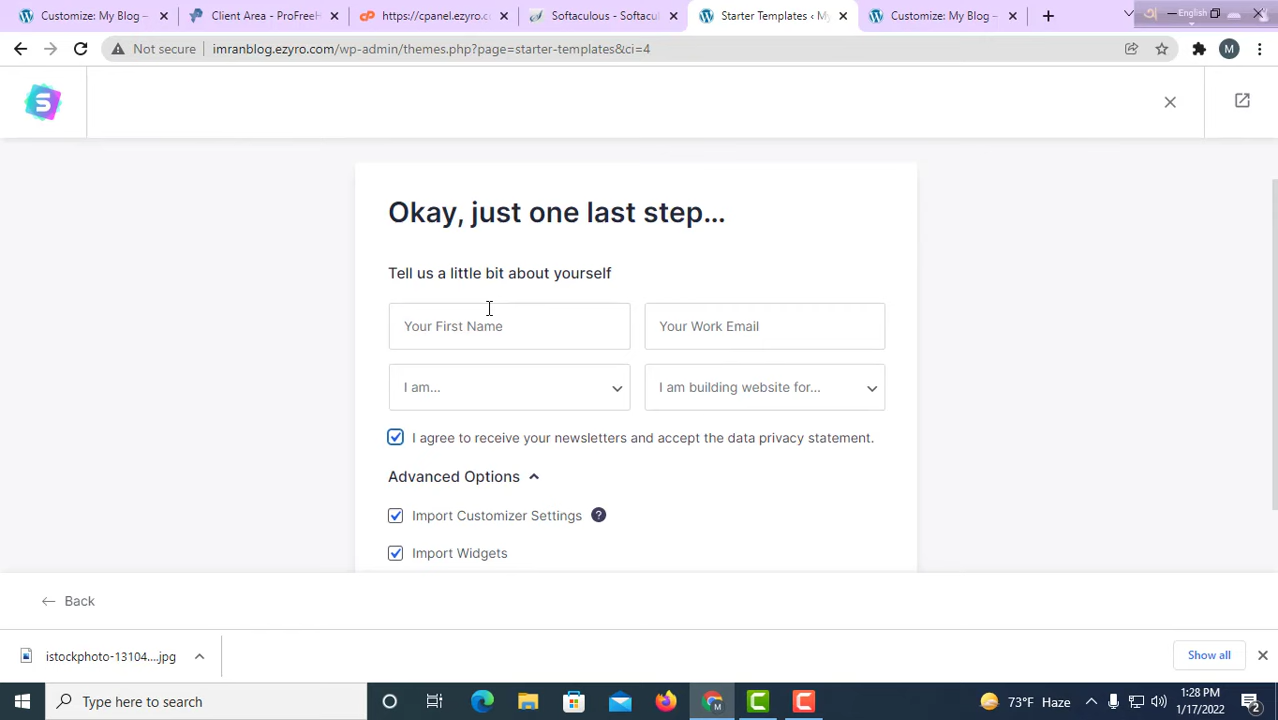 Customize: My Blog –
Client Area - ProFreeH
https://cpanel.ezyro.c
Softaculous - Softacul
Starter Templates ‹ My
Customize: My Blog –
English
Not secure
imranblog.ezyro.com/wp-admin/themes.php?page=starter-templates&ci=4
M
S
Okay, just one last step...
Tell us a little bit about yourself
Your First Name
Your Work Email
I am...
I am building website for...
I agree to receive your newsletters and accept the data privacy statement.
Advanced Options
Import Customizer Settings ?
Import Widgets
← Back
istockphoto-13104....jpg
Show all
Type here to search
73°F Haze
1:28 PM
1/17/2022
2